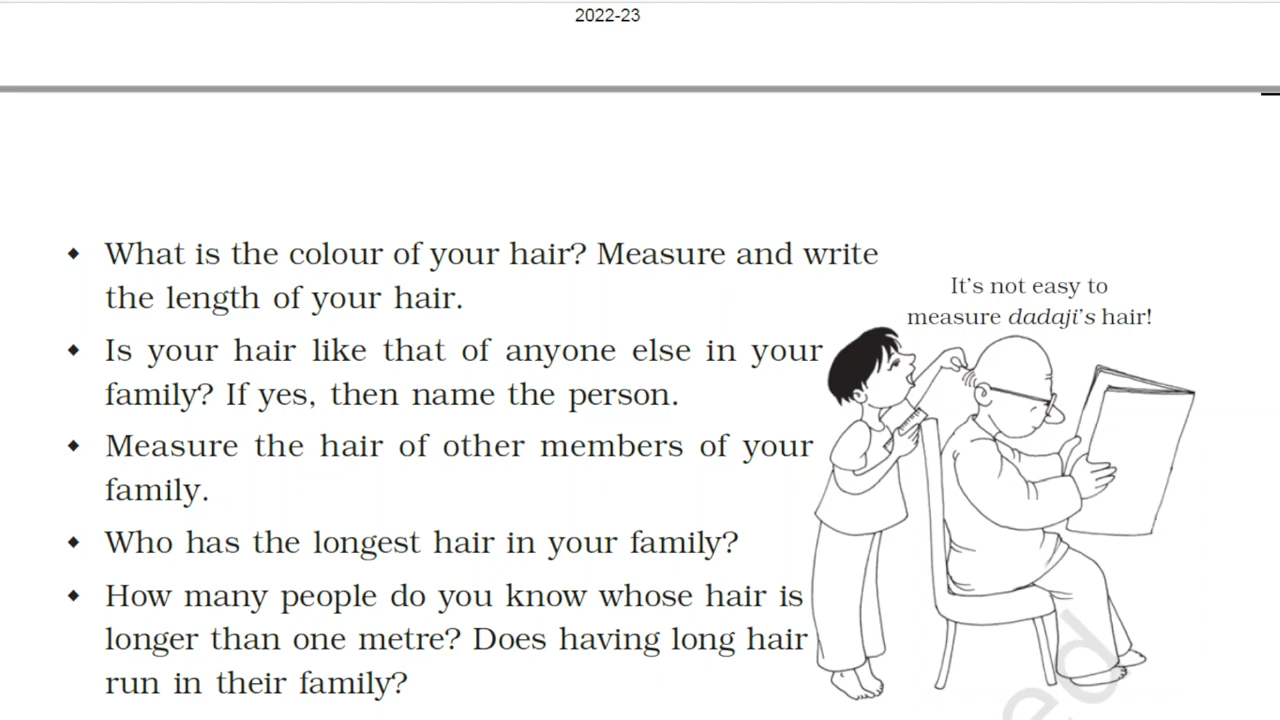 2022-23
◆ What is the colour of your hair? Measure and write
the length of your hair.
It's not easy to
measure dadaji's hair!
◆ Is your hair like that of anyone else in your
family? If yes, then name the person.
◆ Measure the hair of other members of your
family.
◆ Who has the longest hair in your family?
◆ How many people do you know whose hair is
longer than one metre? Does having long hair
run in their family?